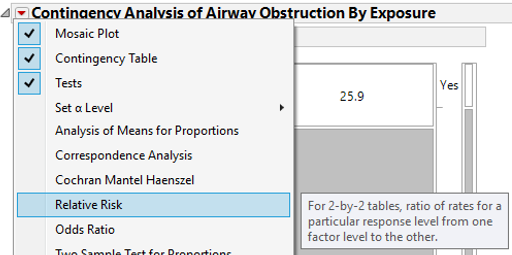 Contingency Analysis of Airway Obstruction By Exposure
Mosaic Plot
Contingency Table
Tests
Set α Level
Analysis of Means for Proportions
Correspondence Analysis
Cochran Mantel Haenszel
Relative Risk
Odds Ratio
Two Sample Test for Proportions
25.9
Yes
For 2-by-2 tables, ratio of rates for a
particular response level from one
factor level to the other.